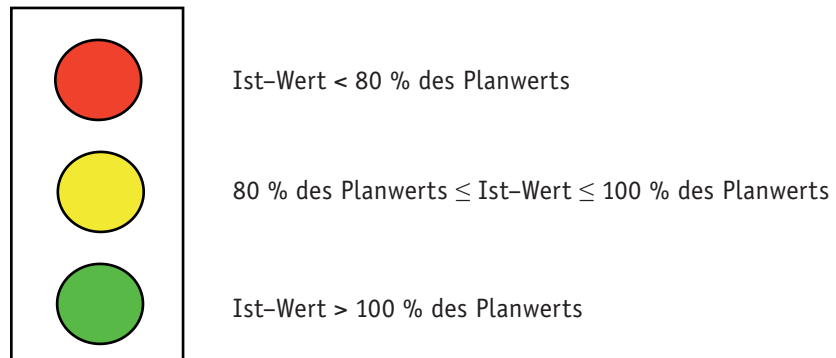 Ist–Wert < 80 % des Planwerts
80 % des Planwerts ≤ Ist–Wert ≤ 100 % des Planwerts
Ist–Wert > 100 % des Planwerts